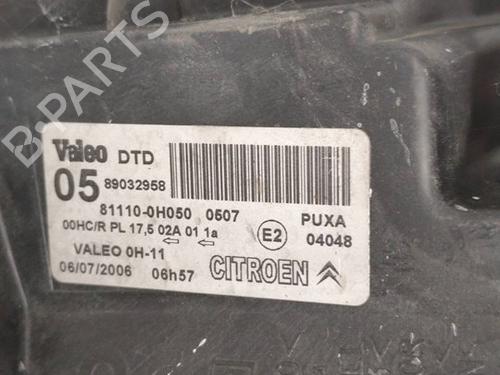 B-PARTS
Valeo DTD
05 89032958
81110-0H050 0507
PUXA
00HC/R PL 17,5 02A 01 1a
E2
04048
VALEO 0H-11
06/07/2006 06h57
CITROEN